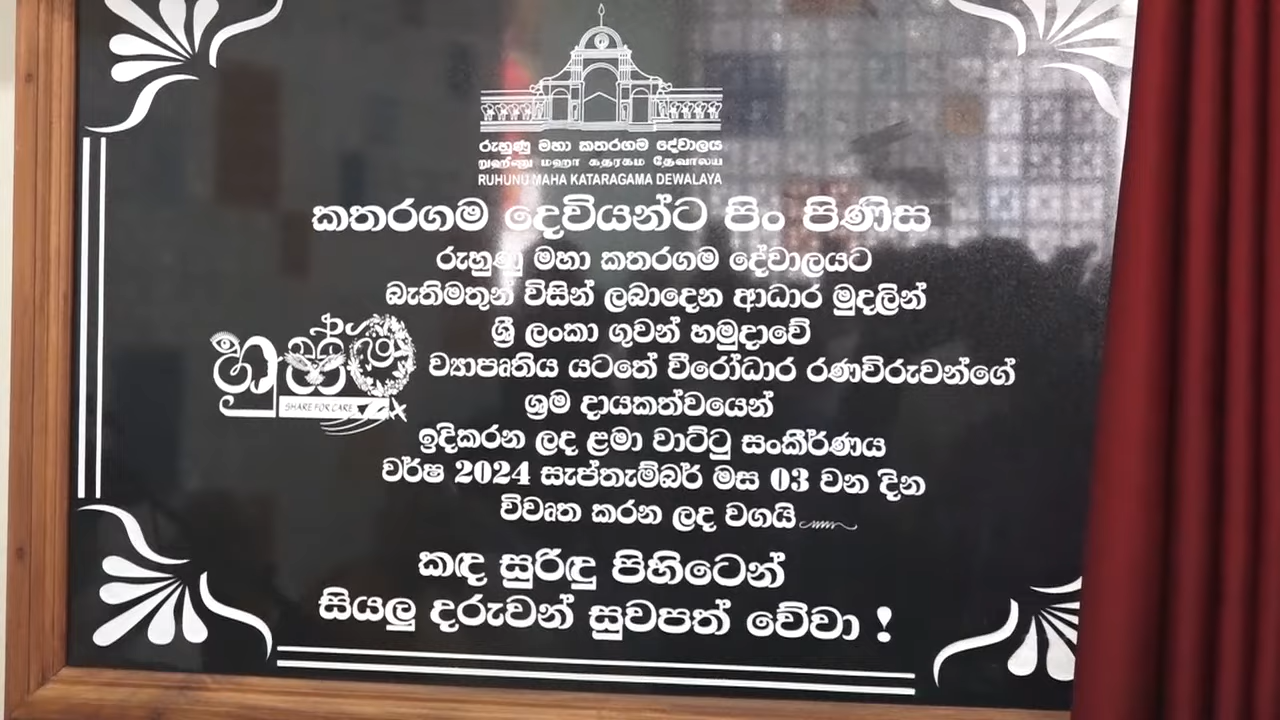 රුහුණු මහා කතරගම දේවාලය
ருஹுணு மஹா கதரகம தேவாலய
RUHUNU MAHA KATARAGAMA DEWALAYA
කතරගම දෙවියන්ට පිං පිණිස
රුහුණු මහා කතරගම දේවාලයට
බැතිමතුන් විසින් ලබාදෙන ආධාර මුදලින්
ශ්‍රී ලංකා ගුවන් හමුදාවේ
ව්‍යාපෘතිය යටතේ වීරෝධාර රණවිරුවන්ගේ
SHARE FOR CARE
ශ්‍රම දායකත්වයෙන්
ඉදිකරන ලද ළමා වාට්ටු සංකීර්ණය
වර්ෂ 2024 සැප්තැම්බර් මස 03 වන දින
විවෘත කරන ලද වගයි
කඳ සුරිඳු පිහිටෙන්
සියලු දරුවන් සුවපත් වේවා !